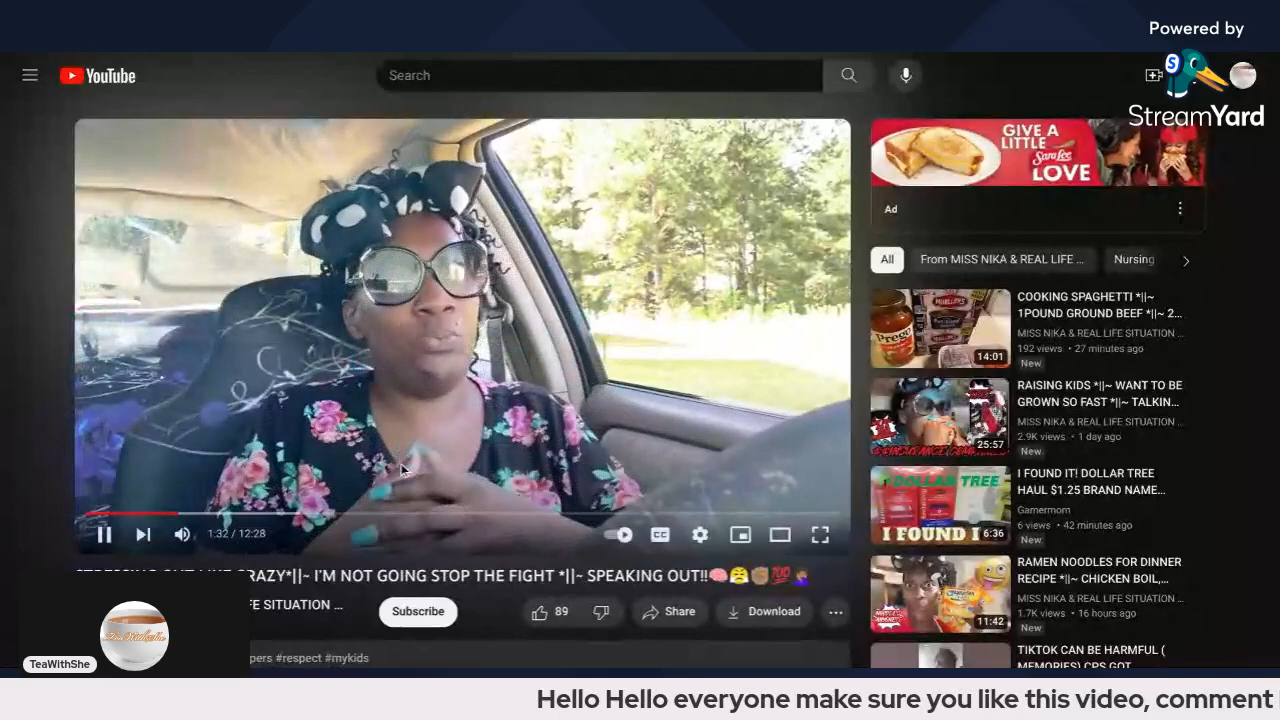 Powered by
StreamYard
YouTube
Search
GIVE A
LITTLE
Sara Lee
LOVE
Ad
All
From MISS NIKA & REAL LIFE ...
Nursing
COOKING SPAGHETTI *||~
1POUND GROUND BEEF *||~ 2...
MISS NIKA & REAL LIFE SITUATION ...
192 views • 27 minutes ago
New
Prego
14:01
RAISING KIDS *||~ WANT TO BE
GROWN SO FAST *||~ TALKIN...
MISS NIKA & REAL LIFE SITUATION ...
2.9K views • 1 day ago
New
25:57
I FOUND IT! DOLLAR TREE
HAUL $1.25 BRAND NAME...
Gamermom
6 views • 42 minutes ago
New
DOLLAR TREE
I FOUND I
6:36
RAMEN NOODLES FOR DINNER
RECIPE *||~ CHICKEN BOIL,...
MISS NIKA & REAL LIFE SITUATION ...
1.7K views • 16 hours ago
New
11:42
TIKTOK CAN BE HARMFUL (
MEMORIES) CPS GOT
1:32 / 12:28
CRAZY*||~ I'M NOT GOING STOP THE FIGHT *||~ SPEAKING OUT!!🧠😤✊🏽💯🤦🏾‍♀️
FE SITUATION ...
Subscribe
89
Share
Download
pers #respect #mykids
TeaWithShe
Hello Hello everyone make sure you like this video, comment